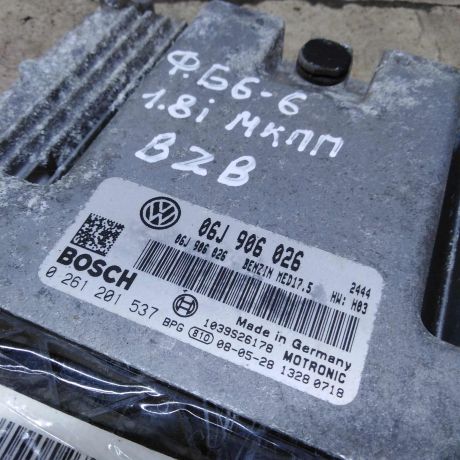 Ф.Б6-6
1.8i МКПП
BZB
06J 906 026
06J 906 026 BENZIN MED17.5
2444
HW: H03
BOSCH
0 261 201 537
Made in Germany
1039S26178 MOTRONIC
BPG 810 08-05-28 1328 0718